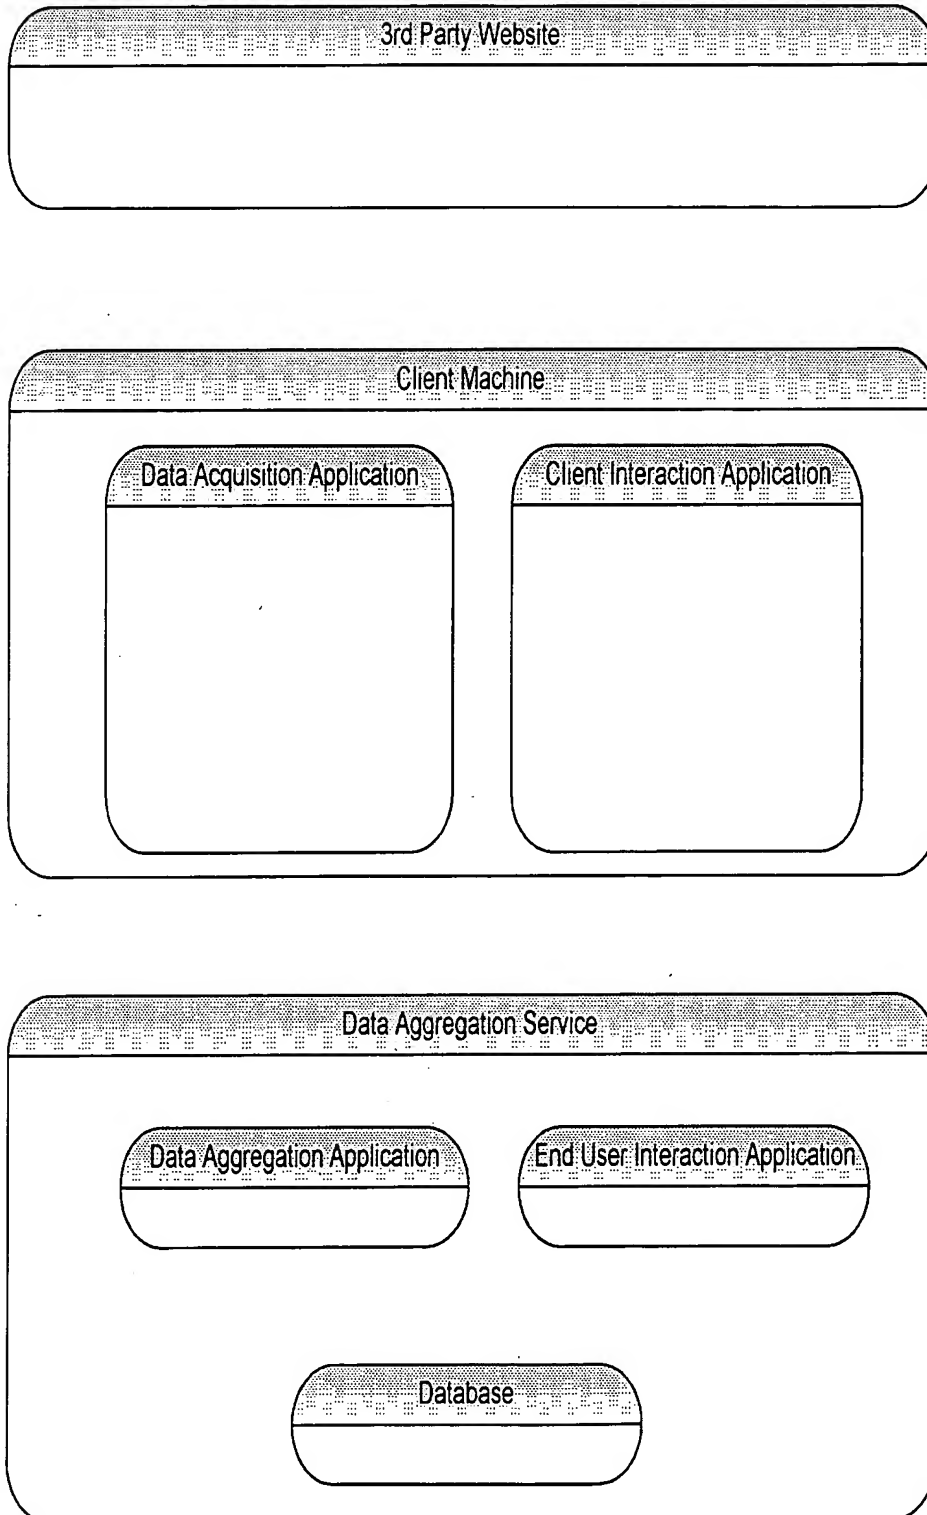 3rd Party Website
Client Machine
Data Acquisition Application
Client Interaction Application
Data Aggregation Service
Data Aggregation Application
End User Interaction Application
Database